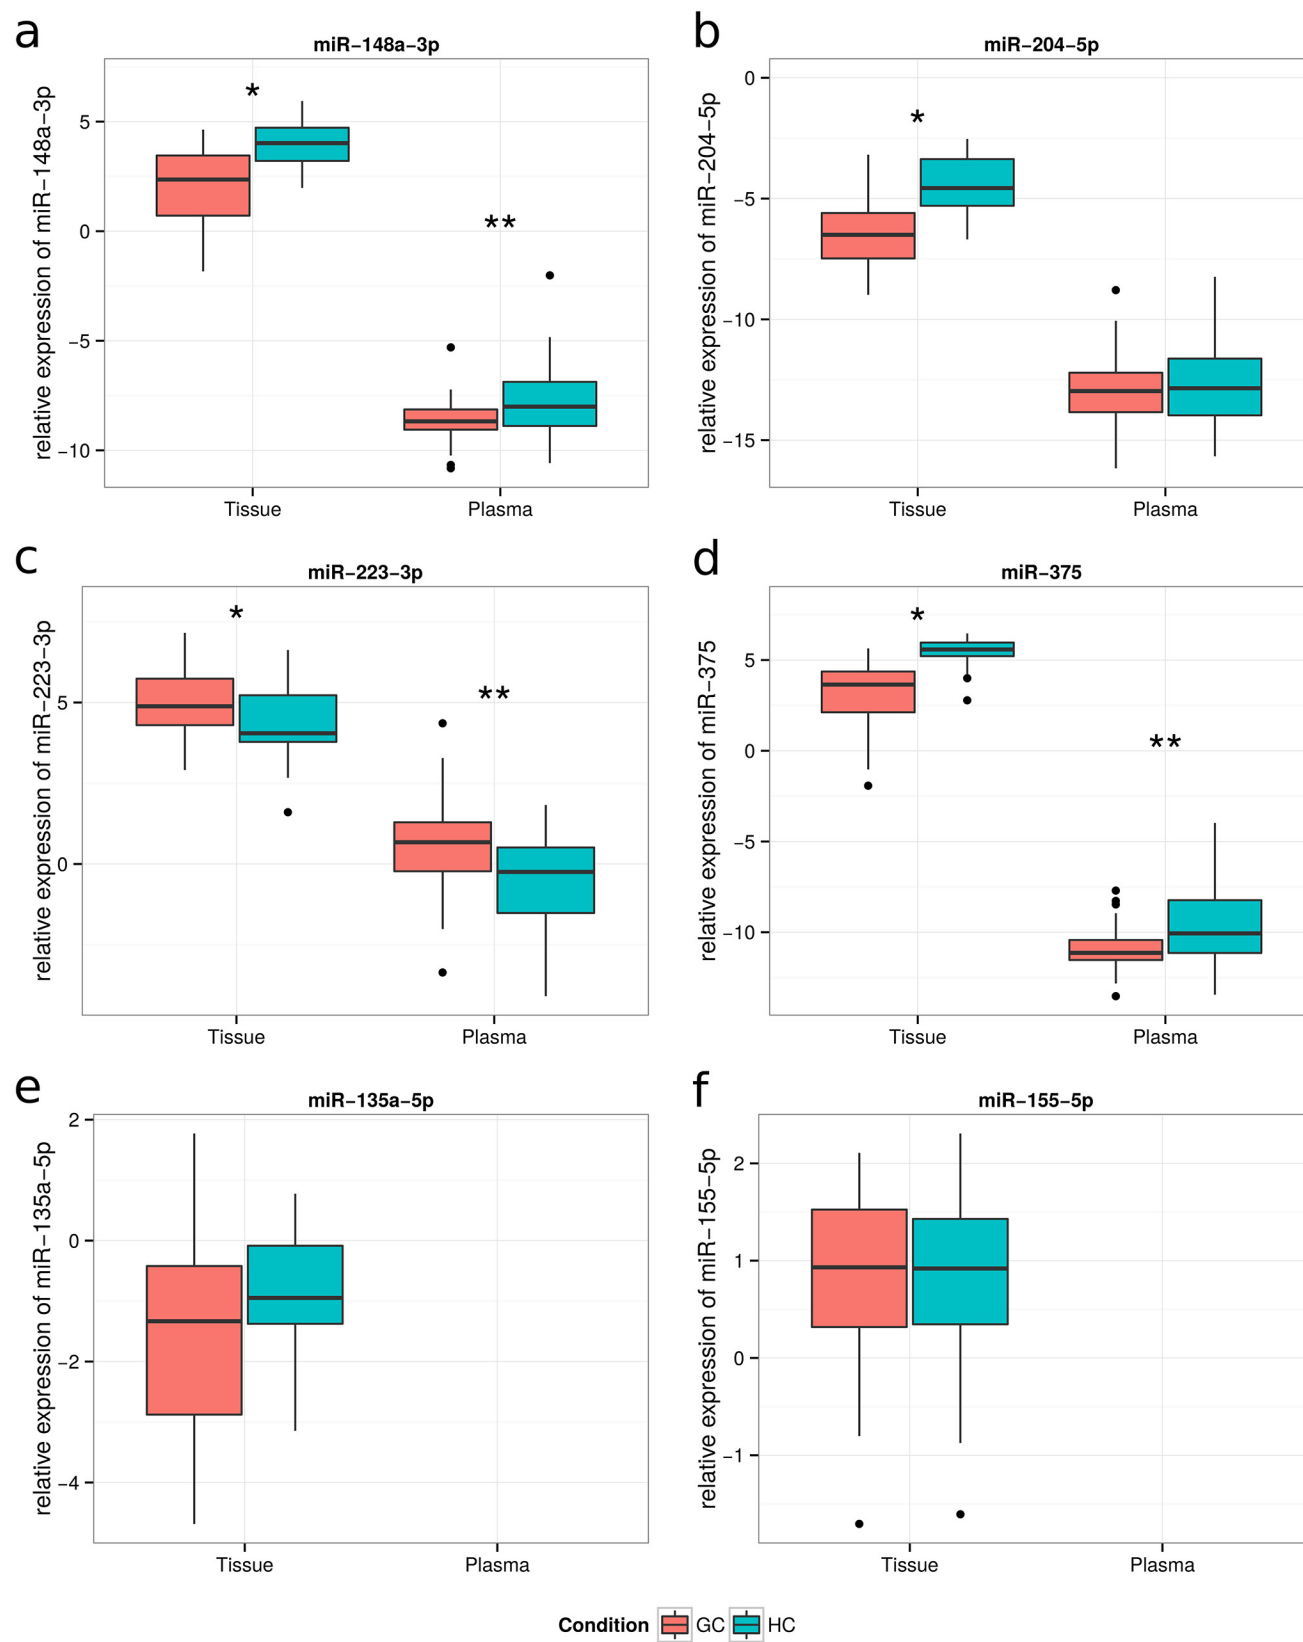 a
miR−148a−3p
relative expression of miR−148a−3p
5
0
−5
−10
*
**
Tissue
Plasma
b
miR−204−5p
relative expression of miR−204−5p
0
−5
−10
−15
*
Tissue
Plasma
c
miR−223−3p
relative expression of miR−223−3p
5
0
*
**
Tissue
Plasma
d
miR−375
relative expression of miR−375
5
0
−5
−10
*
**
Tissue
Plasma
e
miR−135a−5p
relative expression of miR−135a−5p
2
0
−2
−4
Tissue
Plasma
f
miR−155−5p
relative expression of miR−155−5p
2
1
0
−1
Tissue
Plasma
Condition GC HC